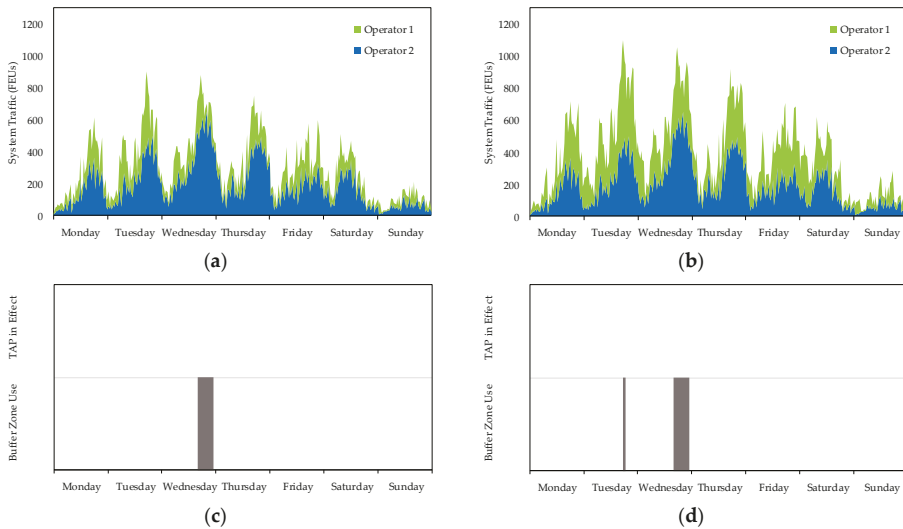 1200
1000
800
600
400
200
0
System Traffic (FEUs)
Operator 1
Operator 2
Monday Tuesday Wednesday Thursday Friday Saturday Sunday
(a)
1200
1000
800
600
400
200
0
System Traffic (FEUs)
Operator 1
Operator 2
Monday Tuesday Wednesday Thursday Friday Saturday Sunday
(b)
TAP in Effect
Buffer Zone Use
Monday Tuesday Wednesday Thursday Friday Saturday Sunday
(c)
TAP in Effect
Buffer Zone Use
Monday Tuesday Wednesday Thursday Friday Saturday Sunday
(d)